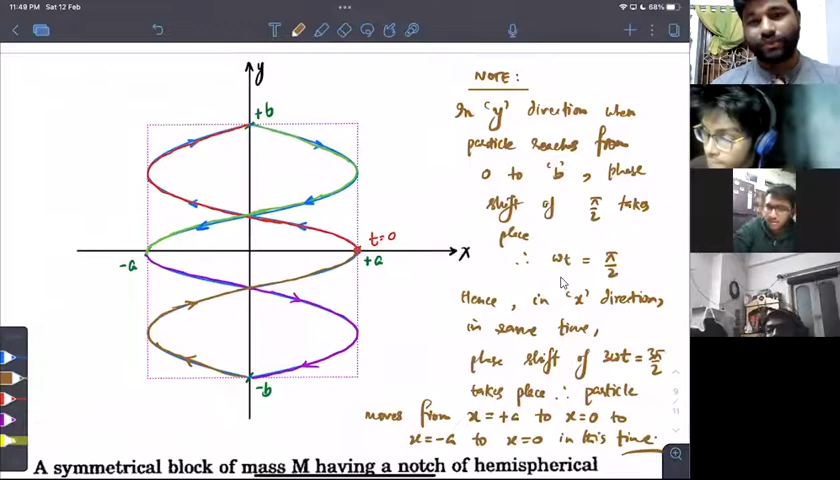 11:49 PM Sat 12 Feb
68%
y
+b
t=0
x
-a
+a
-b
NOTE:
In 'y' direction when
particle reaches from
0 to 'b', phase
shift of π/2 takes
place
∴ ωt = π/2
Hence, in 'x' direction,
in same time,
phase shift of 3ωt = 3π/2
takes place ∴ particle
moves from x=+a to x=0 to
x=-a to x=0 in this time.
9
11
A symmetrical block of mass M having a notch of hemispherical